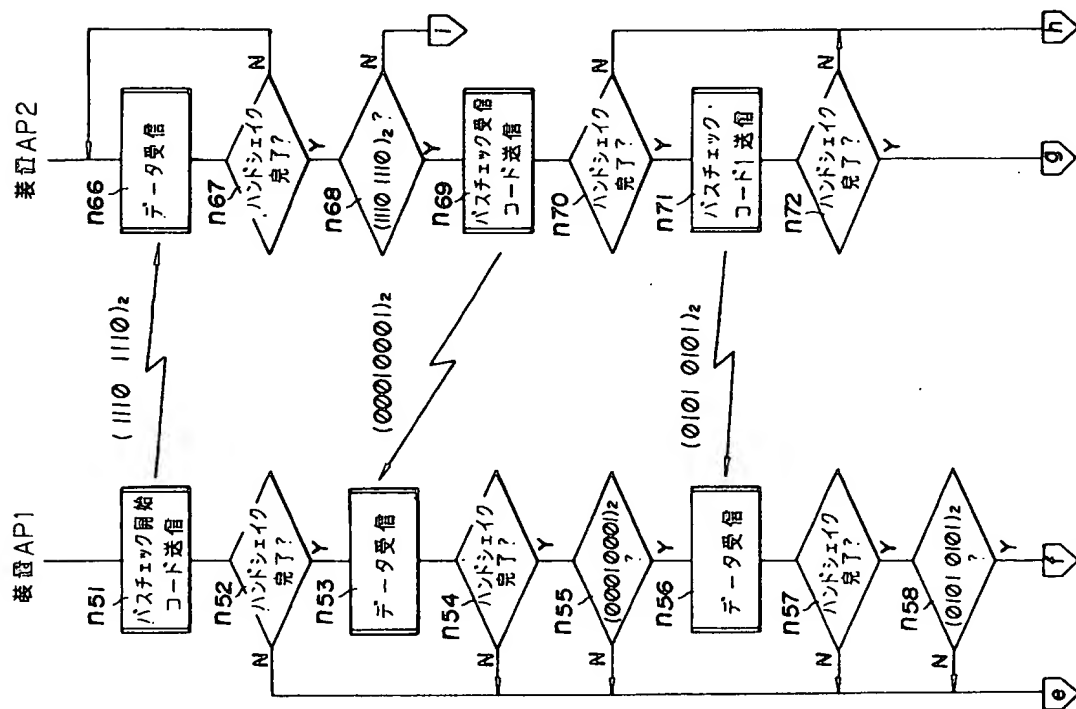 装置AP1
n51
バスチェック開始
コード送信
n52
ハンドシェイク
完了?
N
Y
n53
データ受信
n54
ハンドシェイク
完了?
N
Y
n55
(00010001)₂
?
N
Y
n56
データ受信
n57
ハンドシェイク
完了?
N
Y
n58
(0101 0101)₂
?
N
Y
e
f
(1110 1110)₂
(00010001)₂
(0101 0101)₂
装置AP2
n66
データ受信
n67
ハンドシェイク
完了?
N
Y
n68
(1110 1110)₂?
N
i
Y
n69
バスチェック受信
コード送信
n70
ハンドシェイク
完了?
N
Y
n71
バスチェック・
コード1送信
n72
ハンドシェイク
完了?
N
Y
g
h